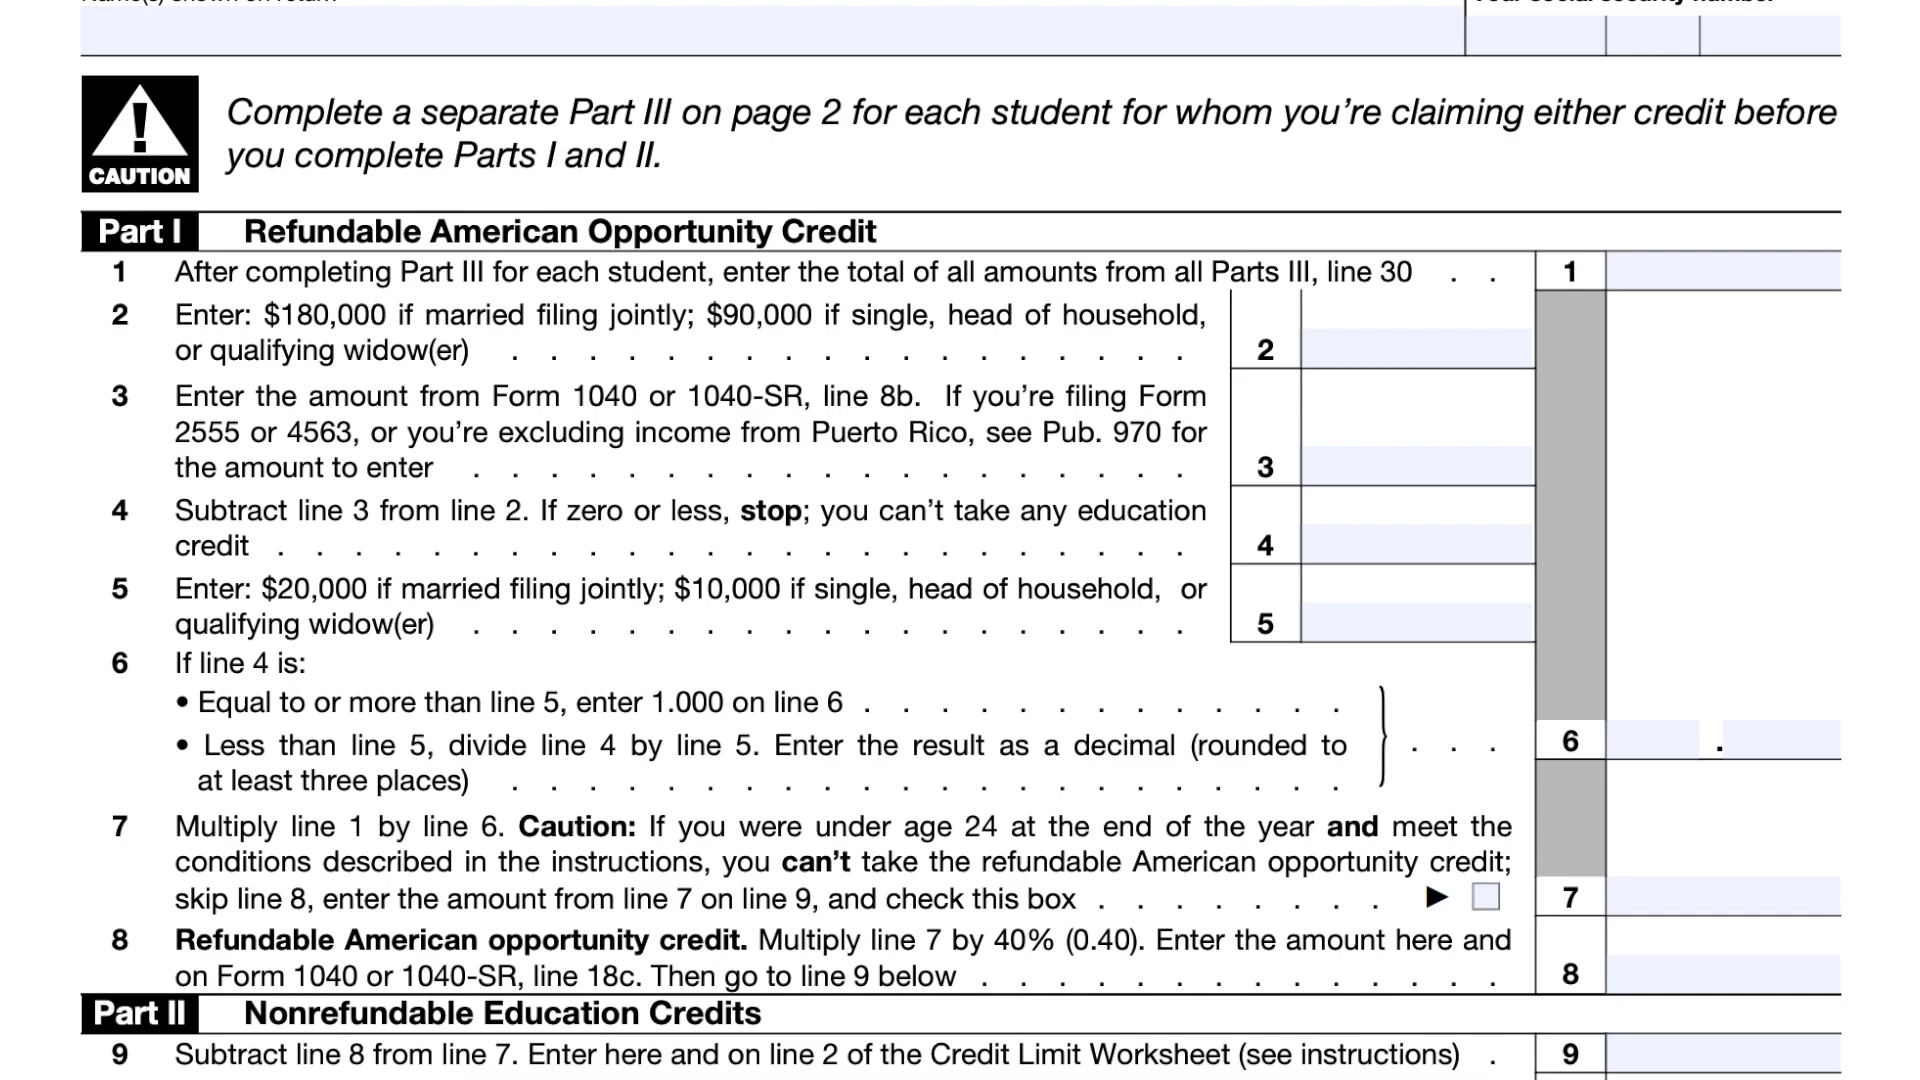 Name(s) shown on return Your social security number
CAUTION
Complete a separate Part III on page 2 for each student for whom you're claiming either credit before
you complete Parts I and II.
Part I Refundable American Opportunity Credit
1 After completing Part III for each student, enter the total of all amounts from all Parts III, line 30 . . 1
2 Enter: $180,000 if married filing jointly; $90,000 if single, head of household,
or qualifying widow(er) . . . . . . . . . . . . . . . . . . 2
3 Enter the amount from Form 1040 or 1040-SR, line 8b. If you're filing Form
2555 or 4563, or you're excluding income from Puerto Rico, see Pub. 970 for
the amount to enter . . . . . . . . . . . . . . . . . . . 3
4 Subtract line 3 from line 2. If zero or less, stop; you can't take any education
credit . . . . . . . . . . . . . . . . . . . . . . . . 4
5 Enter: $20,000 if married filing jointly; $10,000 if single, head of household, or
qualifying widow(er) . . . . . . . . . . . . . . . . . . . 5
6 If line 4 is:
• Equal to or more than line 5, enter 1.000 on line 6 . . . . . . . . . . . . .
• Less than line 5, divide line 4 by line 5. Enter the result as a decimal (rounded to . . . 6 .
at least three places) . . . . . . . . . . . . . . . . . . . . . .
7 Multiply line 1 by line 6. Caution: If you were under age 24 at the end of the year and meet the
conditions described in the instructions, you can't take the refundable American opportunity credit;
skip line 8, enter the amount from line 7 on line 9, and check this box . . . . . . . . ▶ 7
8 Refundable American opportunity credit. Multiply line 7 by 40% (0.40). Enter the amount here and
on Form 1040 or 1040-SR, line 18c. Then go to line 9 below . . . . . . . . . . . . . . 8
Part II Nonrefundable Education Credits
9 Subtract line 8 from line 7. Enter here and on line 2 of the Credit Limit Worksheet (see instructions) . 9